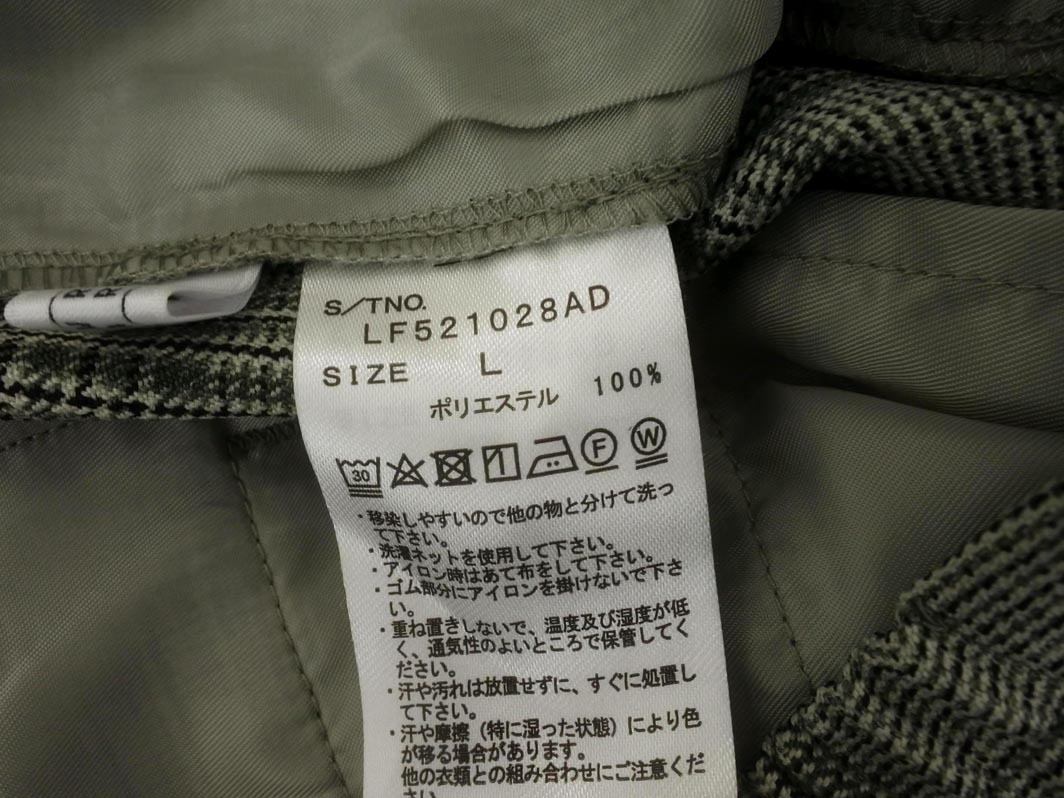 S/TNO.
LF521028AD
SIZE L
ポリエステル 100%
30 F W
・移染しやすいので他の物と分けて洗っ
て下さい。
・洗濯ネットを使用して下さい。
・アイロン時はあて布をして下さい。
・ゴム部分にアイロンを掛けないで下さ
い。
・重ね置きしないで、温度及び湿度が低
く、通気性のよいところで保管してく
ださい。
・汗や汚れは放置せずに、すぐに処置し
て下さい。
・汗や摩擦（特に湿った状態）により色
が移る場合があります。
他の衣類との組み合わせにご注意くだ
さい。